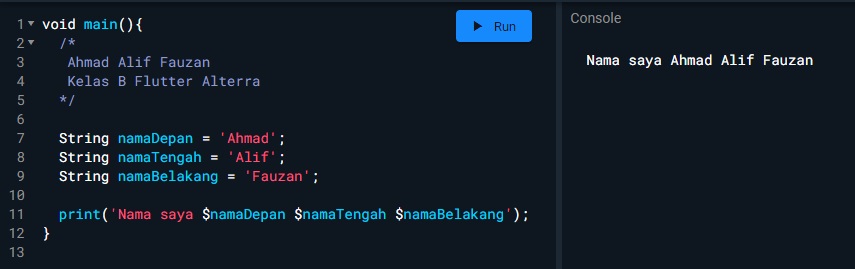 1 void main(){
2 /*
3 Ahmad Alif Fauzan
4 Kelas B Flutter Alterra
5 */
6
7 String namaDepan = 'Ahmad';
8 String namaTengah = 'Alif';
9 String namaBelakang = 'Fauzan';
10
11 print('Nama saya $namaDepan $namaTengah $namaBelakang');
12 }
13
Run
Console
Nama saya Ahmad Alif Fauzan